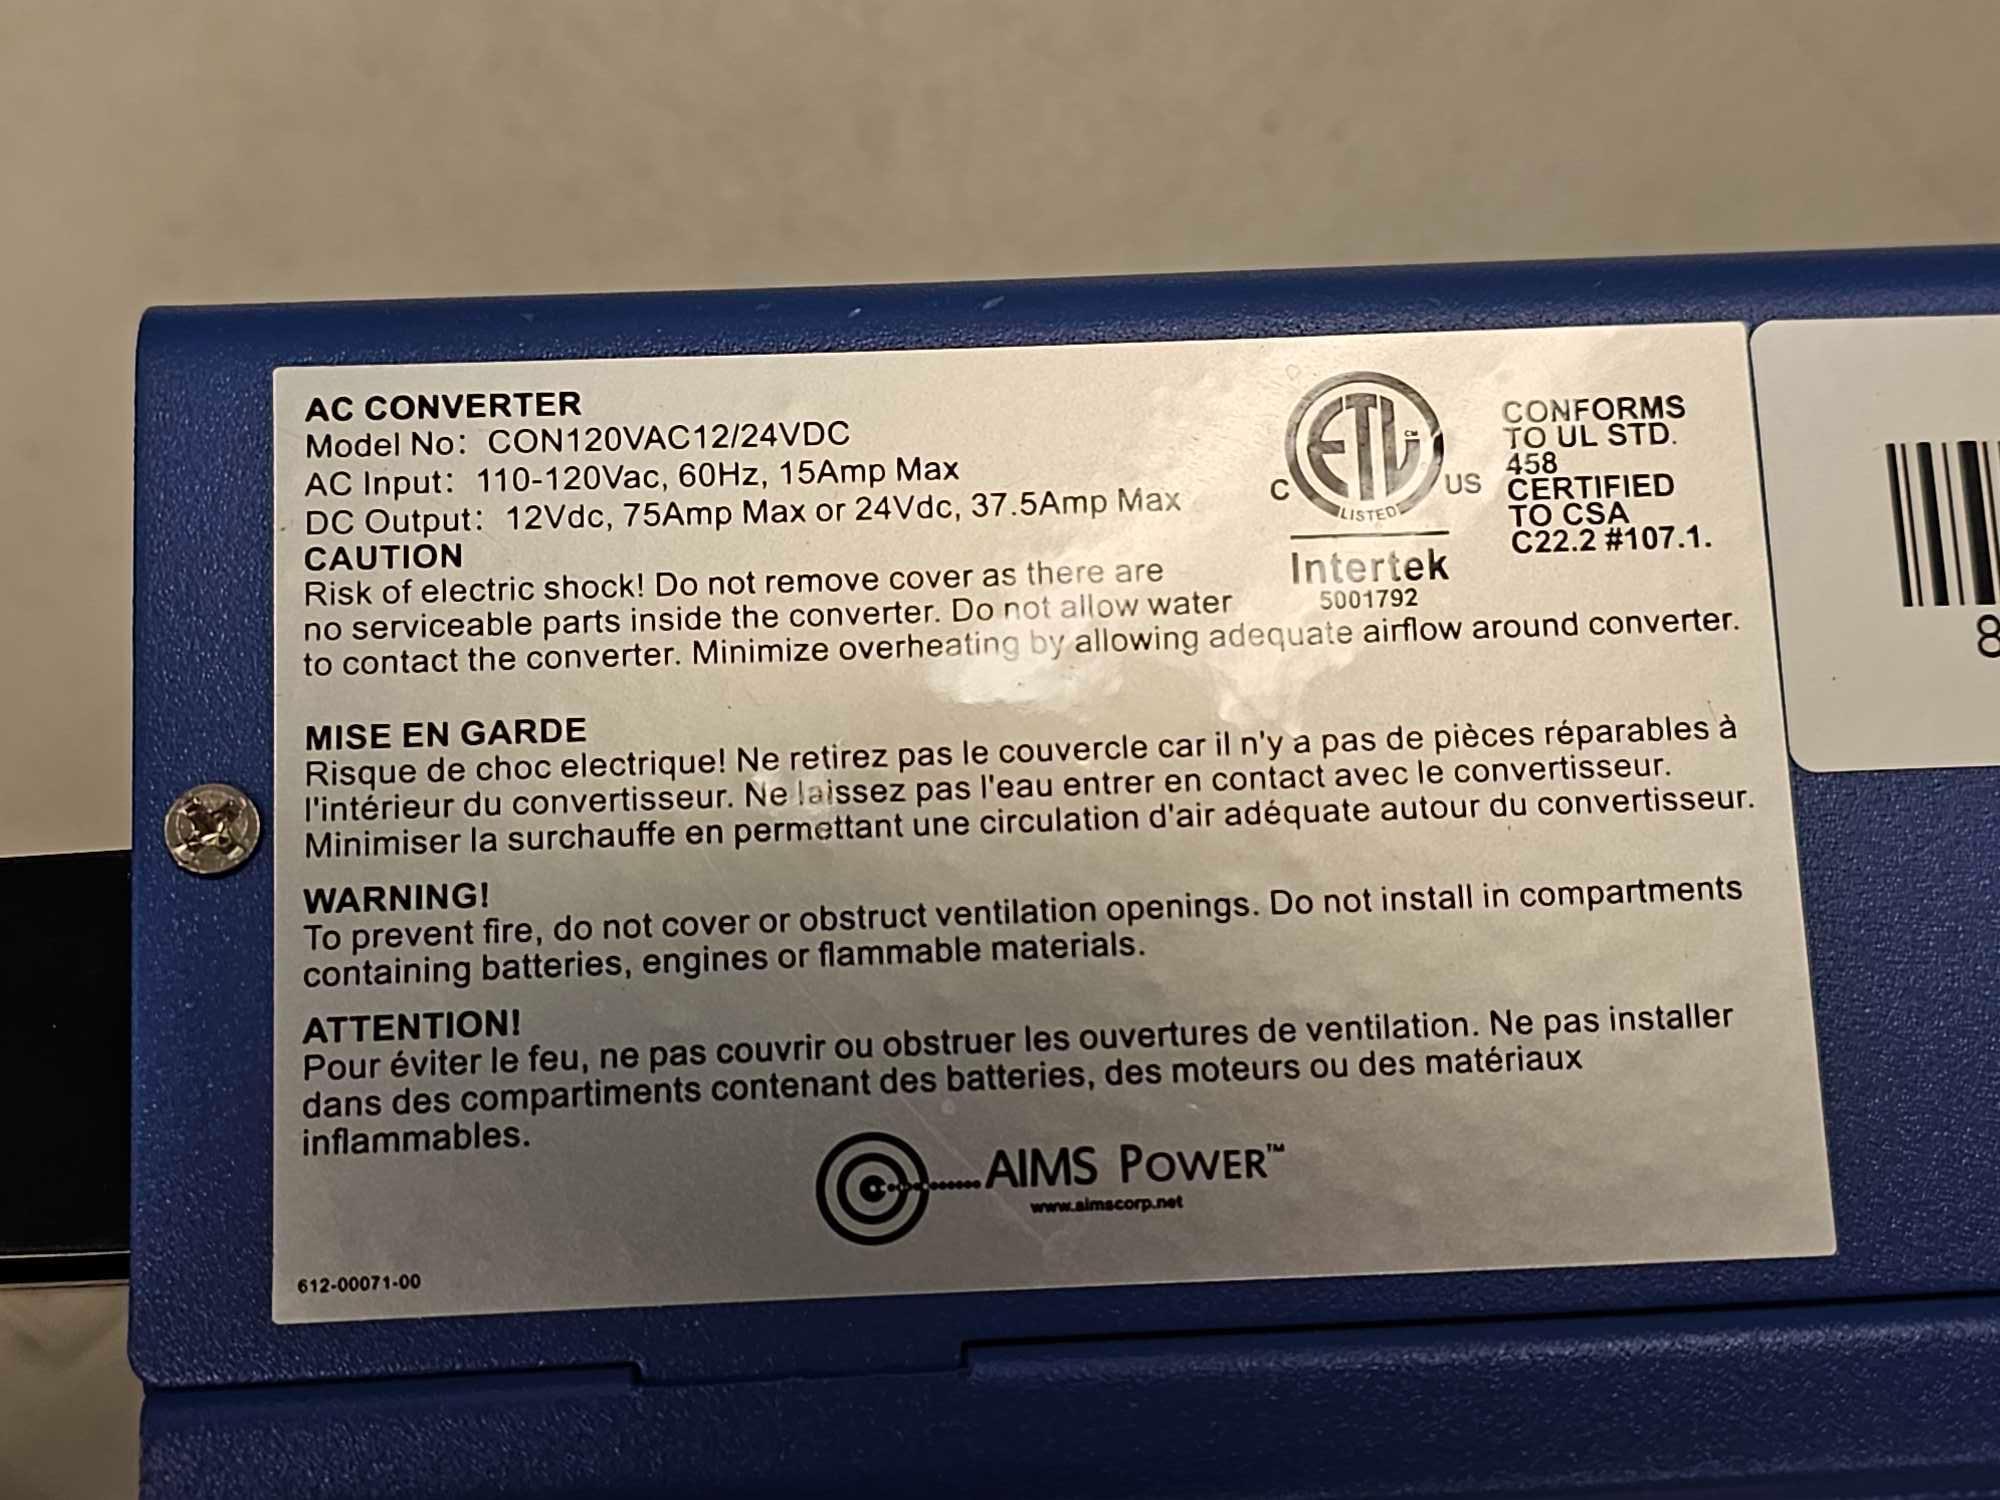 AC CONVERTER
Model No: CON120VAC12/24VDC
AC Input: 110-120Vac, 60Hz, 15Amp Max
DC Output: 12Vdc, 75Amp Max or 24Vdc, 37.5Amp Max
CAUTION
Risk of electric shock! Do not remove cover as there are
no serviceable parts inside the converter. Do not allow water
to contact the converter. Minimize overheating by allowing adequate airflow around converter.
ETL CM
LISTED
C US
Intertek
5001792
CONFORMS
TO UL STD.
458
CERTIFIED
TO CSA
C22.2 #107.1.
MISE EN GARDE
Risque de choc electrique! Ne retirez pas le couvercle car il n'y a pas de pièces réparables à
l'intérieur du convertisseur. Ne laissez pas l'eau entrer en contact avec le convertisseur.
Minimiser la surchauffe en permettant une circulation d'air adéquate autour du convertisseur.
WARNING!
To prevent fire, do not cover or obstruct ventilation openings. Do not install in compartments
containing batteries, engines or flammable materials.
ATTENTION!
Pour éviter le feu, ne pas couvrir ou obstruer les ouvertures de ventilation. Ne pas installer
dans des compartiments contenant des batteries, des moteurs ou des matériaux
inflammables.
AIMS POWER™
www.aimscorp.net
612-00071-00
8